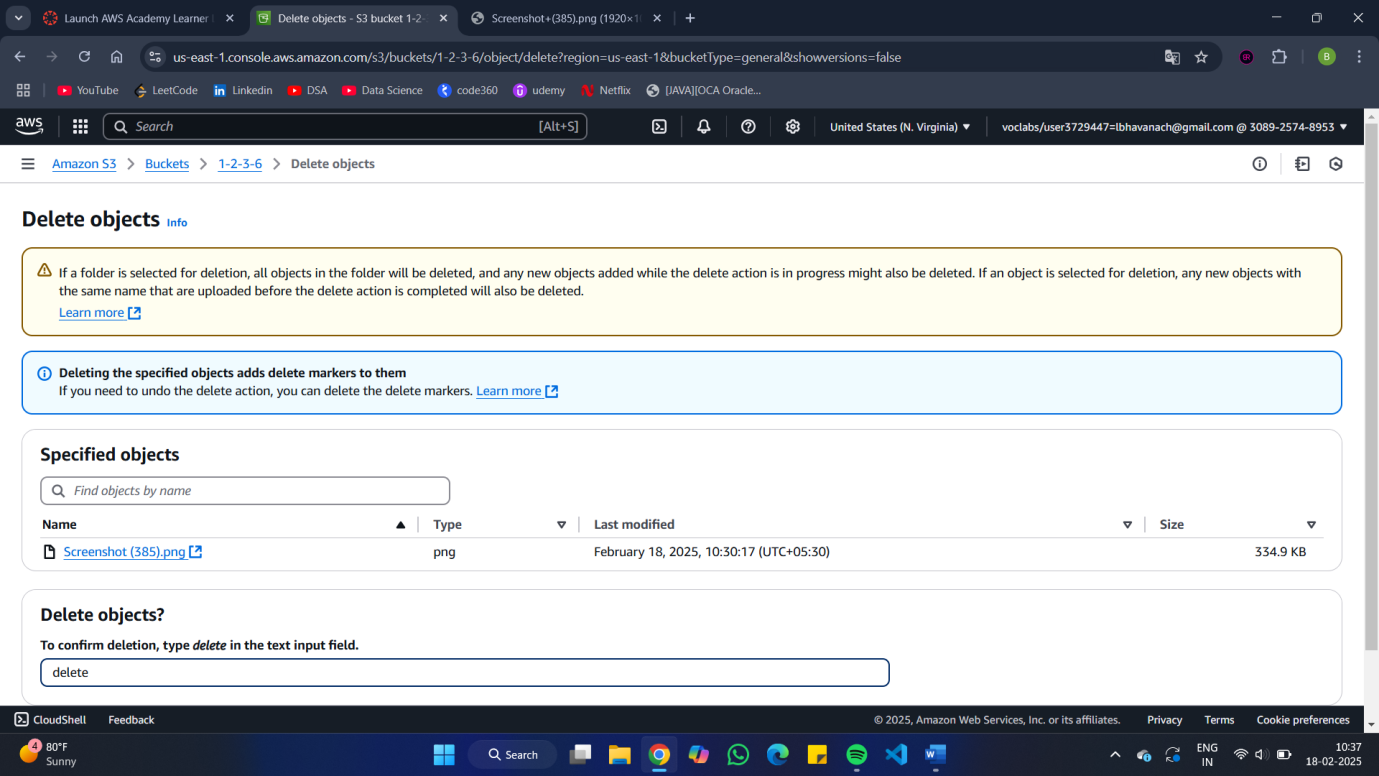 Launch AWS Academy Learner
Delete objects - S3 bucket 1-2-
Screenshot+(385).png (1920×1
us-east-1.console.aws.amazon.com/s3/buckets/1-2-3-6/object/delete?region=us-east-1&bucketType=general&showversions=false
B
YouTube
LeetCode
Linkedin
DSA
Data Science
code360
udemy
Netflix
[JAVA][OCA Oracle...
aws
Search
[Alt+S]
United States (N. Virginia)
voclabs/user3729447=lbhavanach@gmail.com @ 3089-2574-8953
Amazon S3
Buckets
1-2-3-6
Delete objects
Delete objects Info
If a folder is selected for deletion, all objects in the folder will be deleted, and any new objects added while the delete action is in progress might also be deleted. If an object is selected for deletion, any new objects with
the same name that are uploaded before the delete action is completed will also be deleted.
Learn more
Deleting the specified objects adds delete markers to them
If you need to undo the delete action, you can delete the delete markers. Learn more
Specified objects
Find objects by name
Name
Type
Last modified
Size
Screenshot (385).png
png
February 18, 2025, 10:30:17 (UTC+05:30)
334.9 KB
Delete objects?
To confirm deletion, type delete in the text input field.
delete
CloudShell
Feedback
© 2025, Amazon Web Services, Inc. or its affiliates.
Privacy
Terms
Cookie preferences
4
80°F
Sunny
Search
ENG
IN
10:37
18-02-2025